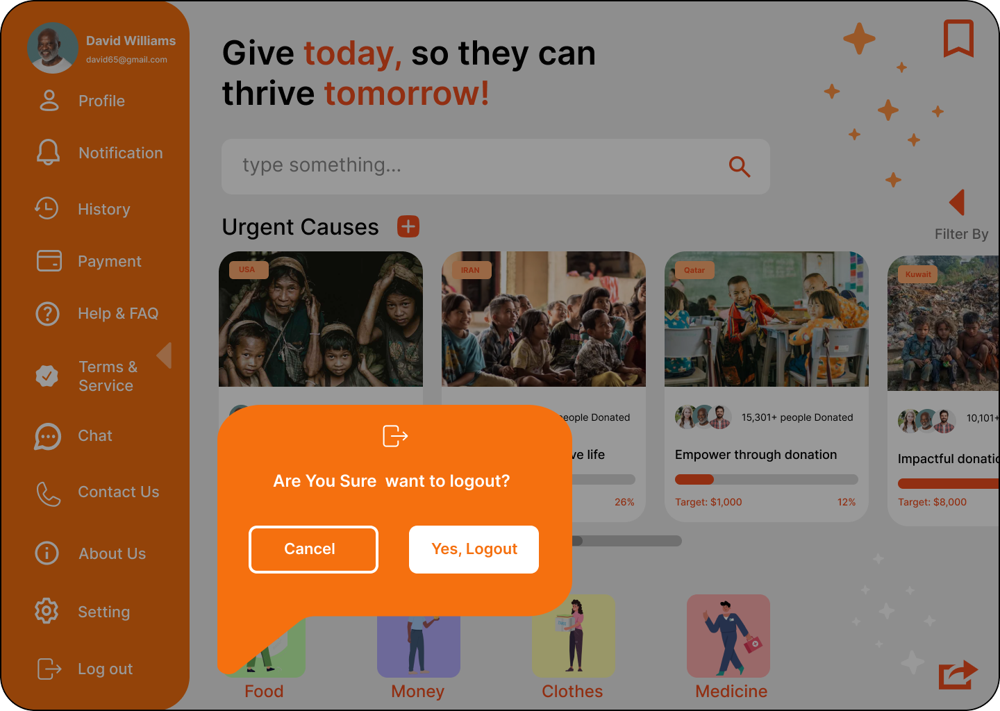 David Williams
david65@gmail.com
Profile
Notification
History
Payment
Help & FAQ
Terms &
Service
Chat
Contact Us
About Us
Setting
Log out
Give today, so they can
thrive tomorrow!
type something...
Urgent Causes
Filter By
USA
IRAN
Qatar
Kuwait
people Donated
15,301+ people Donated
10,101+
life
Empower through donation
Impactful
26%
Target: $1,000
12%
Target: $8,000
Are You Sure  want to logout?
Cancel
Yes, Logout
Food
Money
Clothes
Medicine